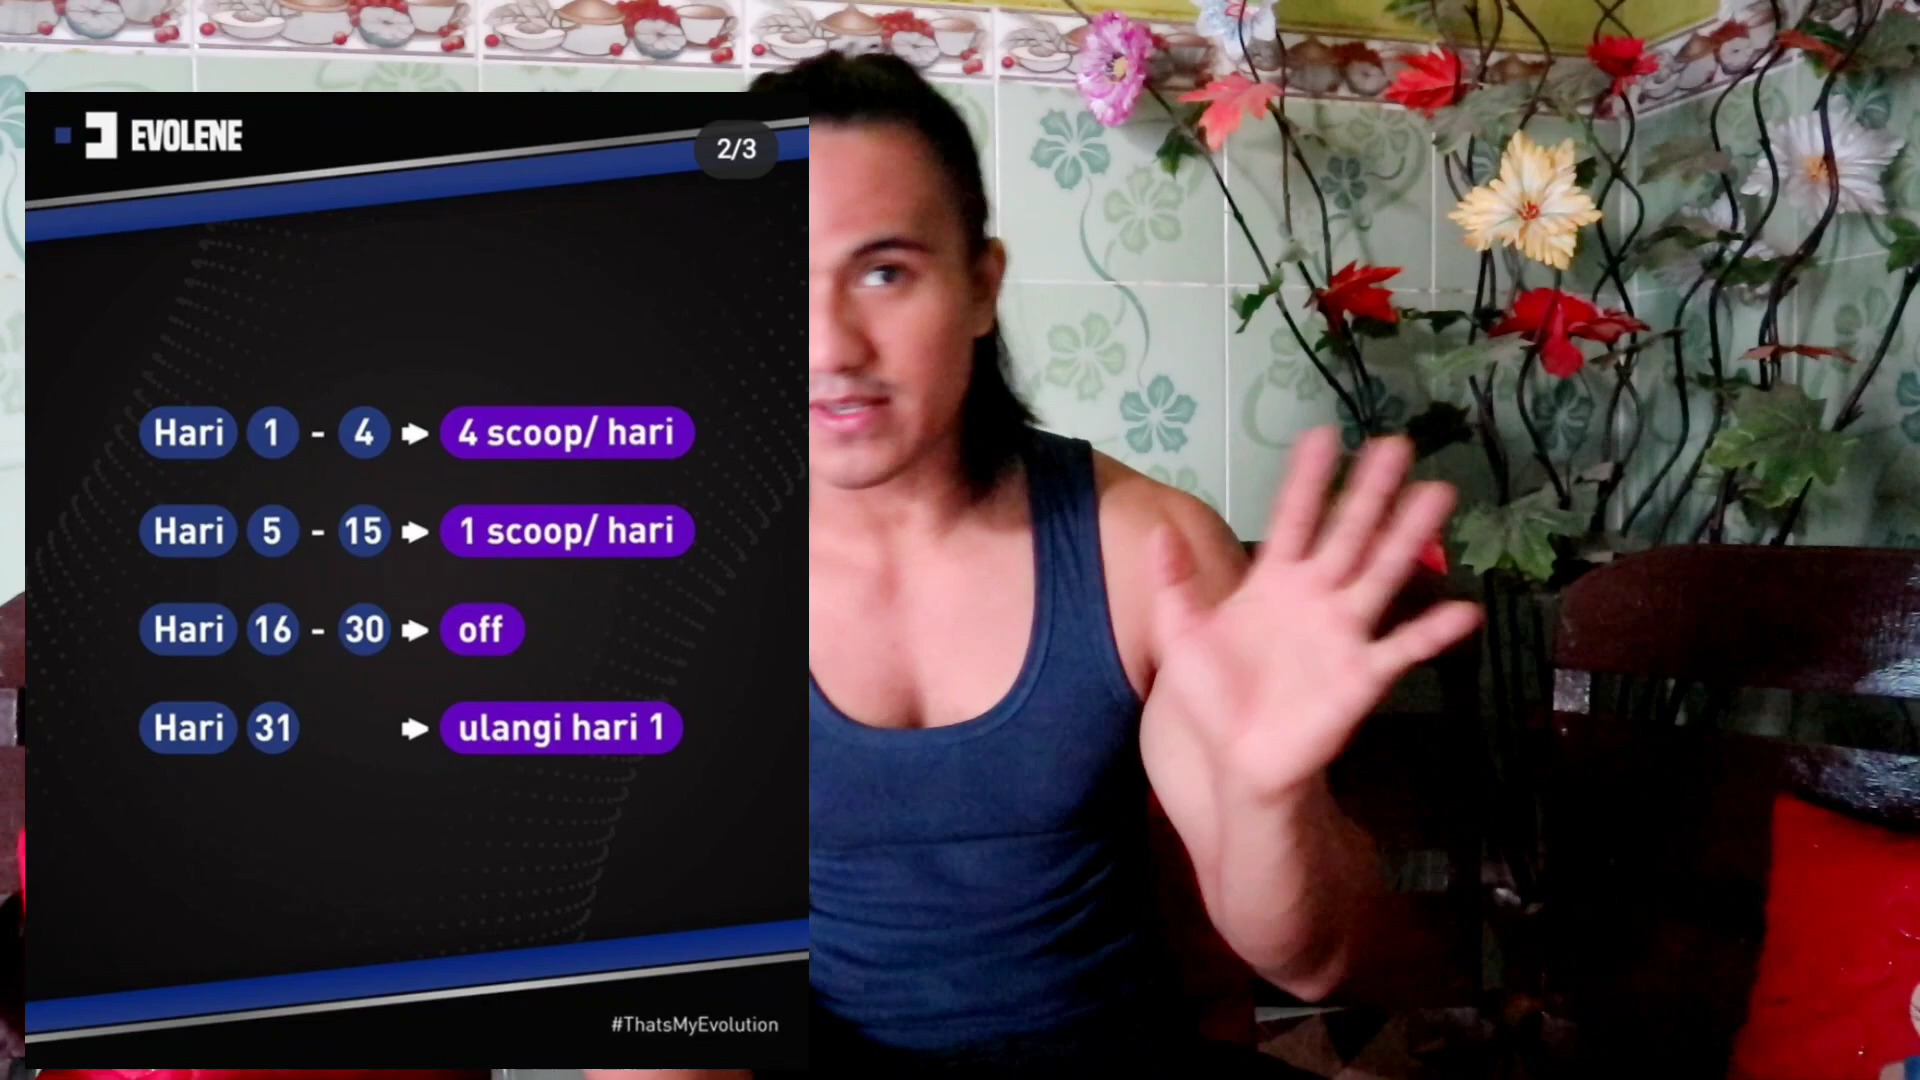 EVOLENE
2/3
Hari 1 - 4 4 scoop/ hari
Hari 5 - 15 1 scoop/ hari
Hari 16 - 30 off
Hari 31 ulangi hari 1
#ThatsMyEvolution